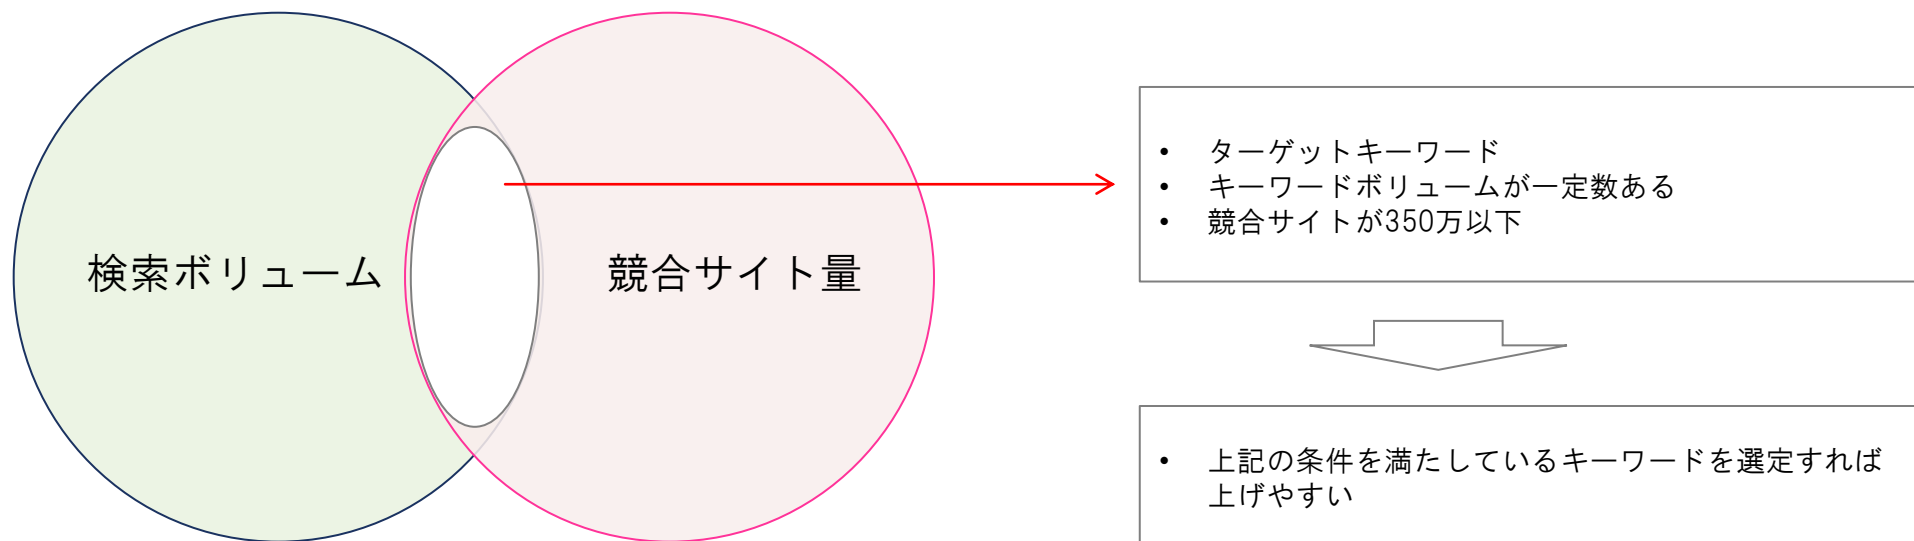 検索ボリューム
競合サイト量
• ターゲットキーワード
• キーワードボリュームが一定数ある
• 競合サイトが350万以下
• 上記の条件を満たしているキーワードを選定すれば
上げやすい